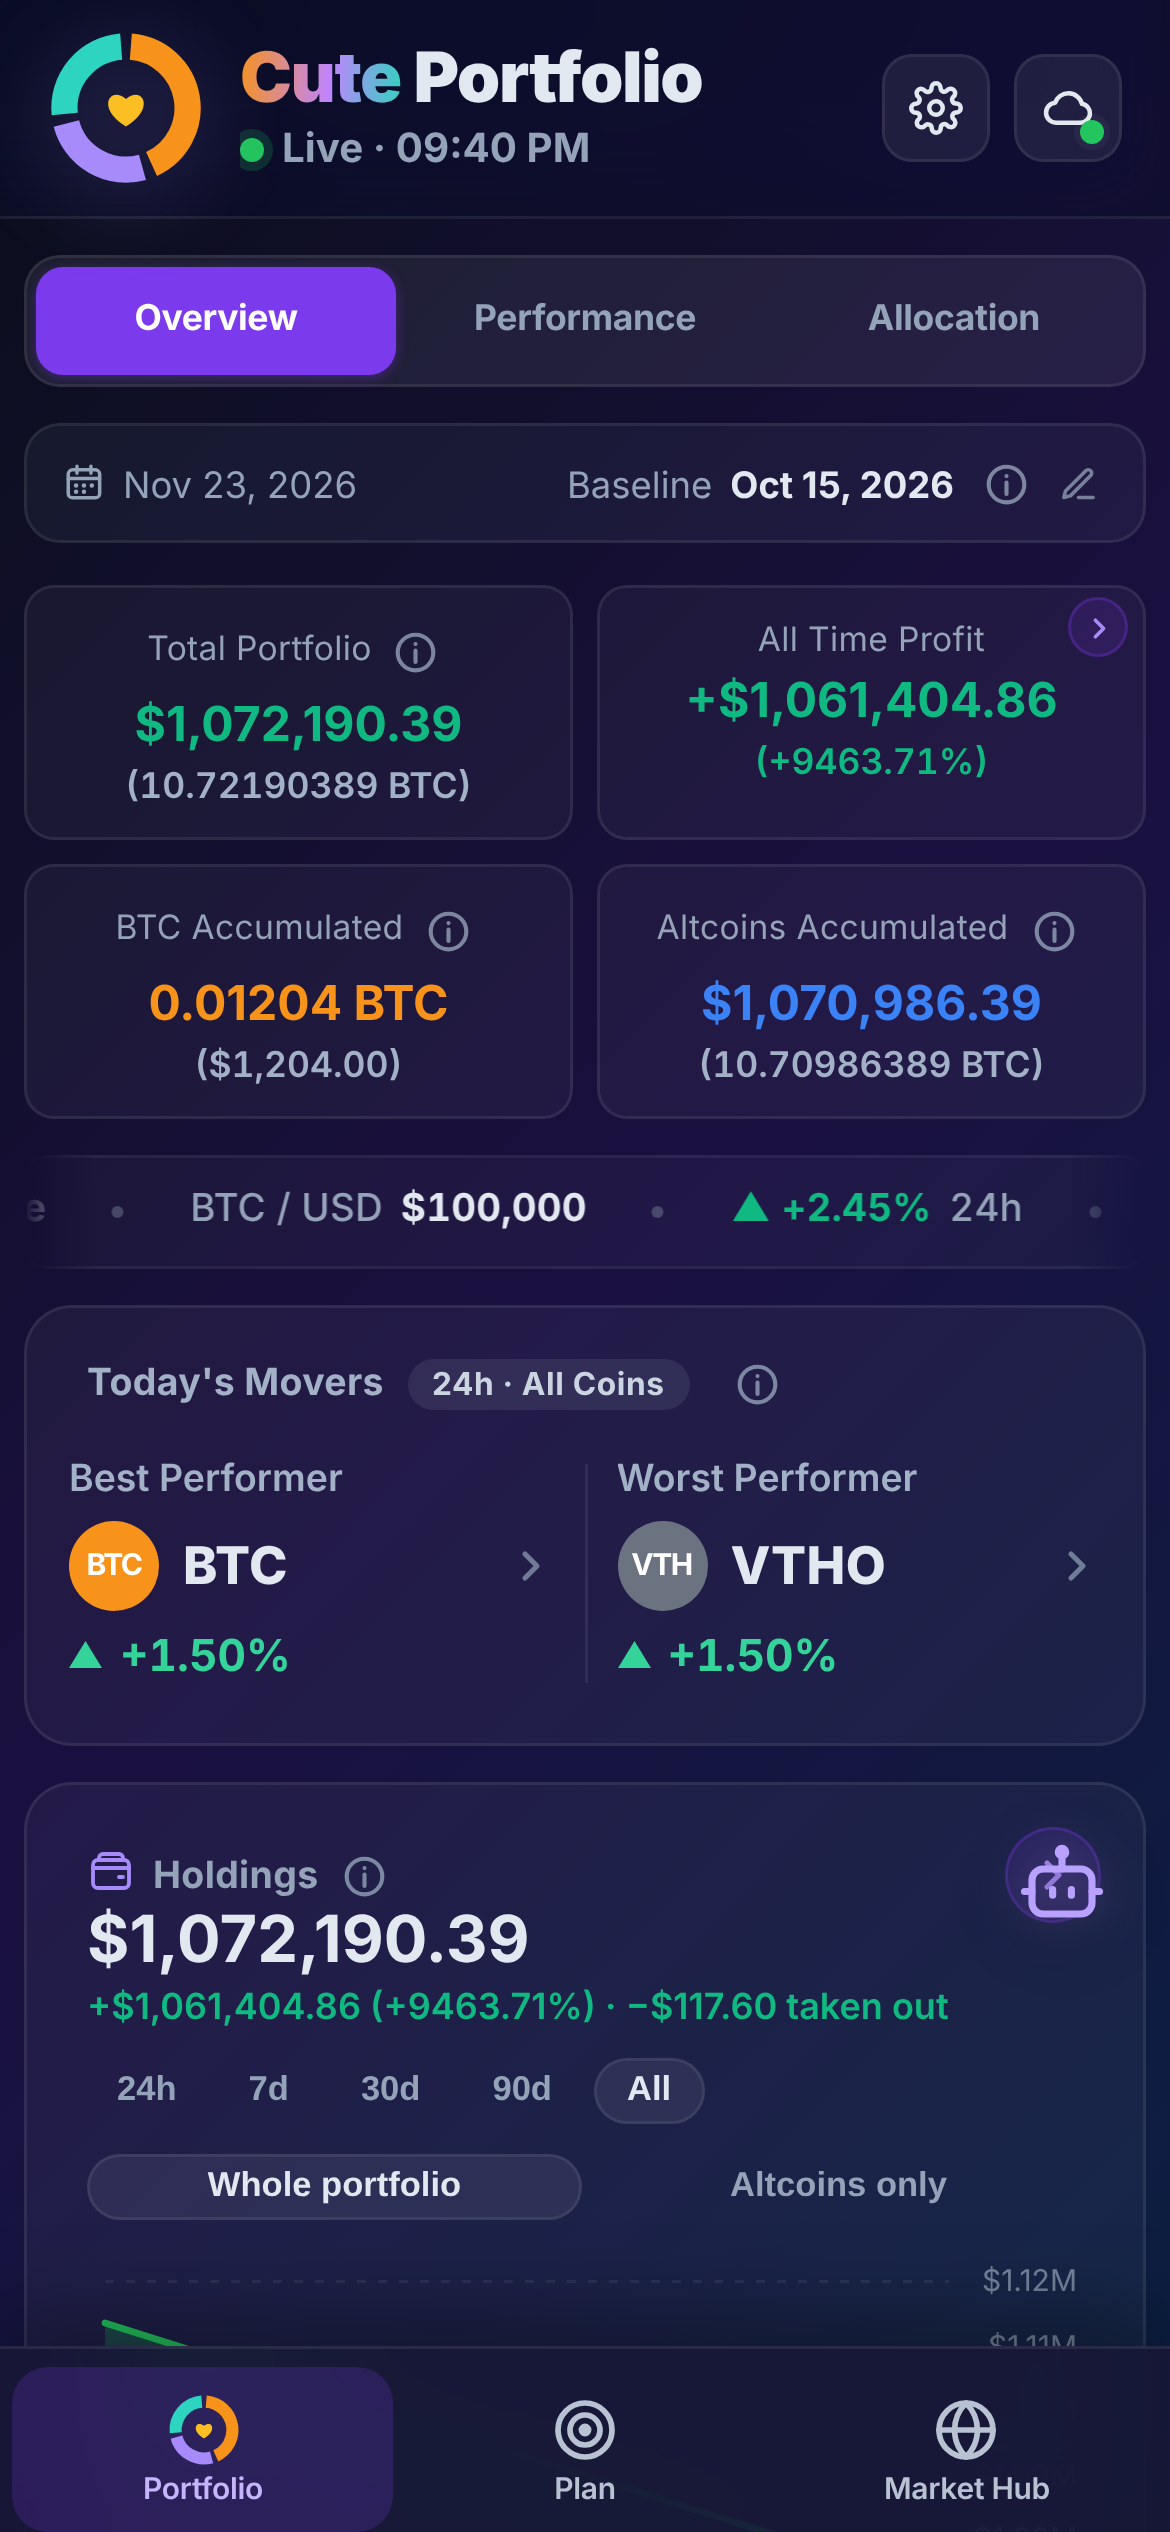 Cute Portfolio
Live · 09:40 PM
Overview
Performance
Allocation
Nov 23, 2026
Baseline Oct 15, 2026
Total Portfolio
$1,072,190.39
(10.72190389 BTC)
All Time Profit
+$1,061,404.86
(+9463.71%)
BTC Accumulated
0.01204 BTC
($1,204.00)
Altcoins Accumulated
$1,070,986.39
(10.70986389 BTC)
e • BTC / USD $100,000 • ▲ +2.45% 24h •
Today's Movers
24h · All Coins
Best Performer
BTC
BTC
▲ +1.50%
Worst Performer
VTH
VTHO
▲ +1.50%
Holdings
$1,072,190.39
+$1,061,404.86 (+9463.71%) · −$117.60 taken out
24h
7d
30d
90d
All
Whole portfolio
Altcoins only
$1.12M
$1.11M
Portfolio
Plan
Market Hub